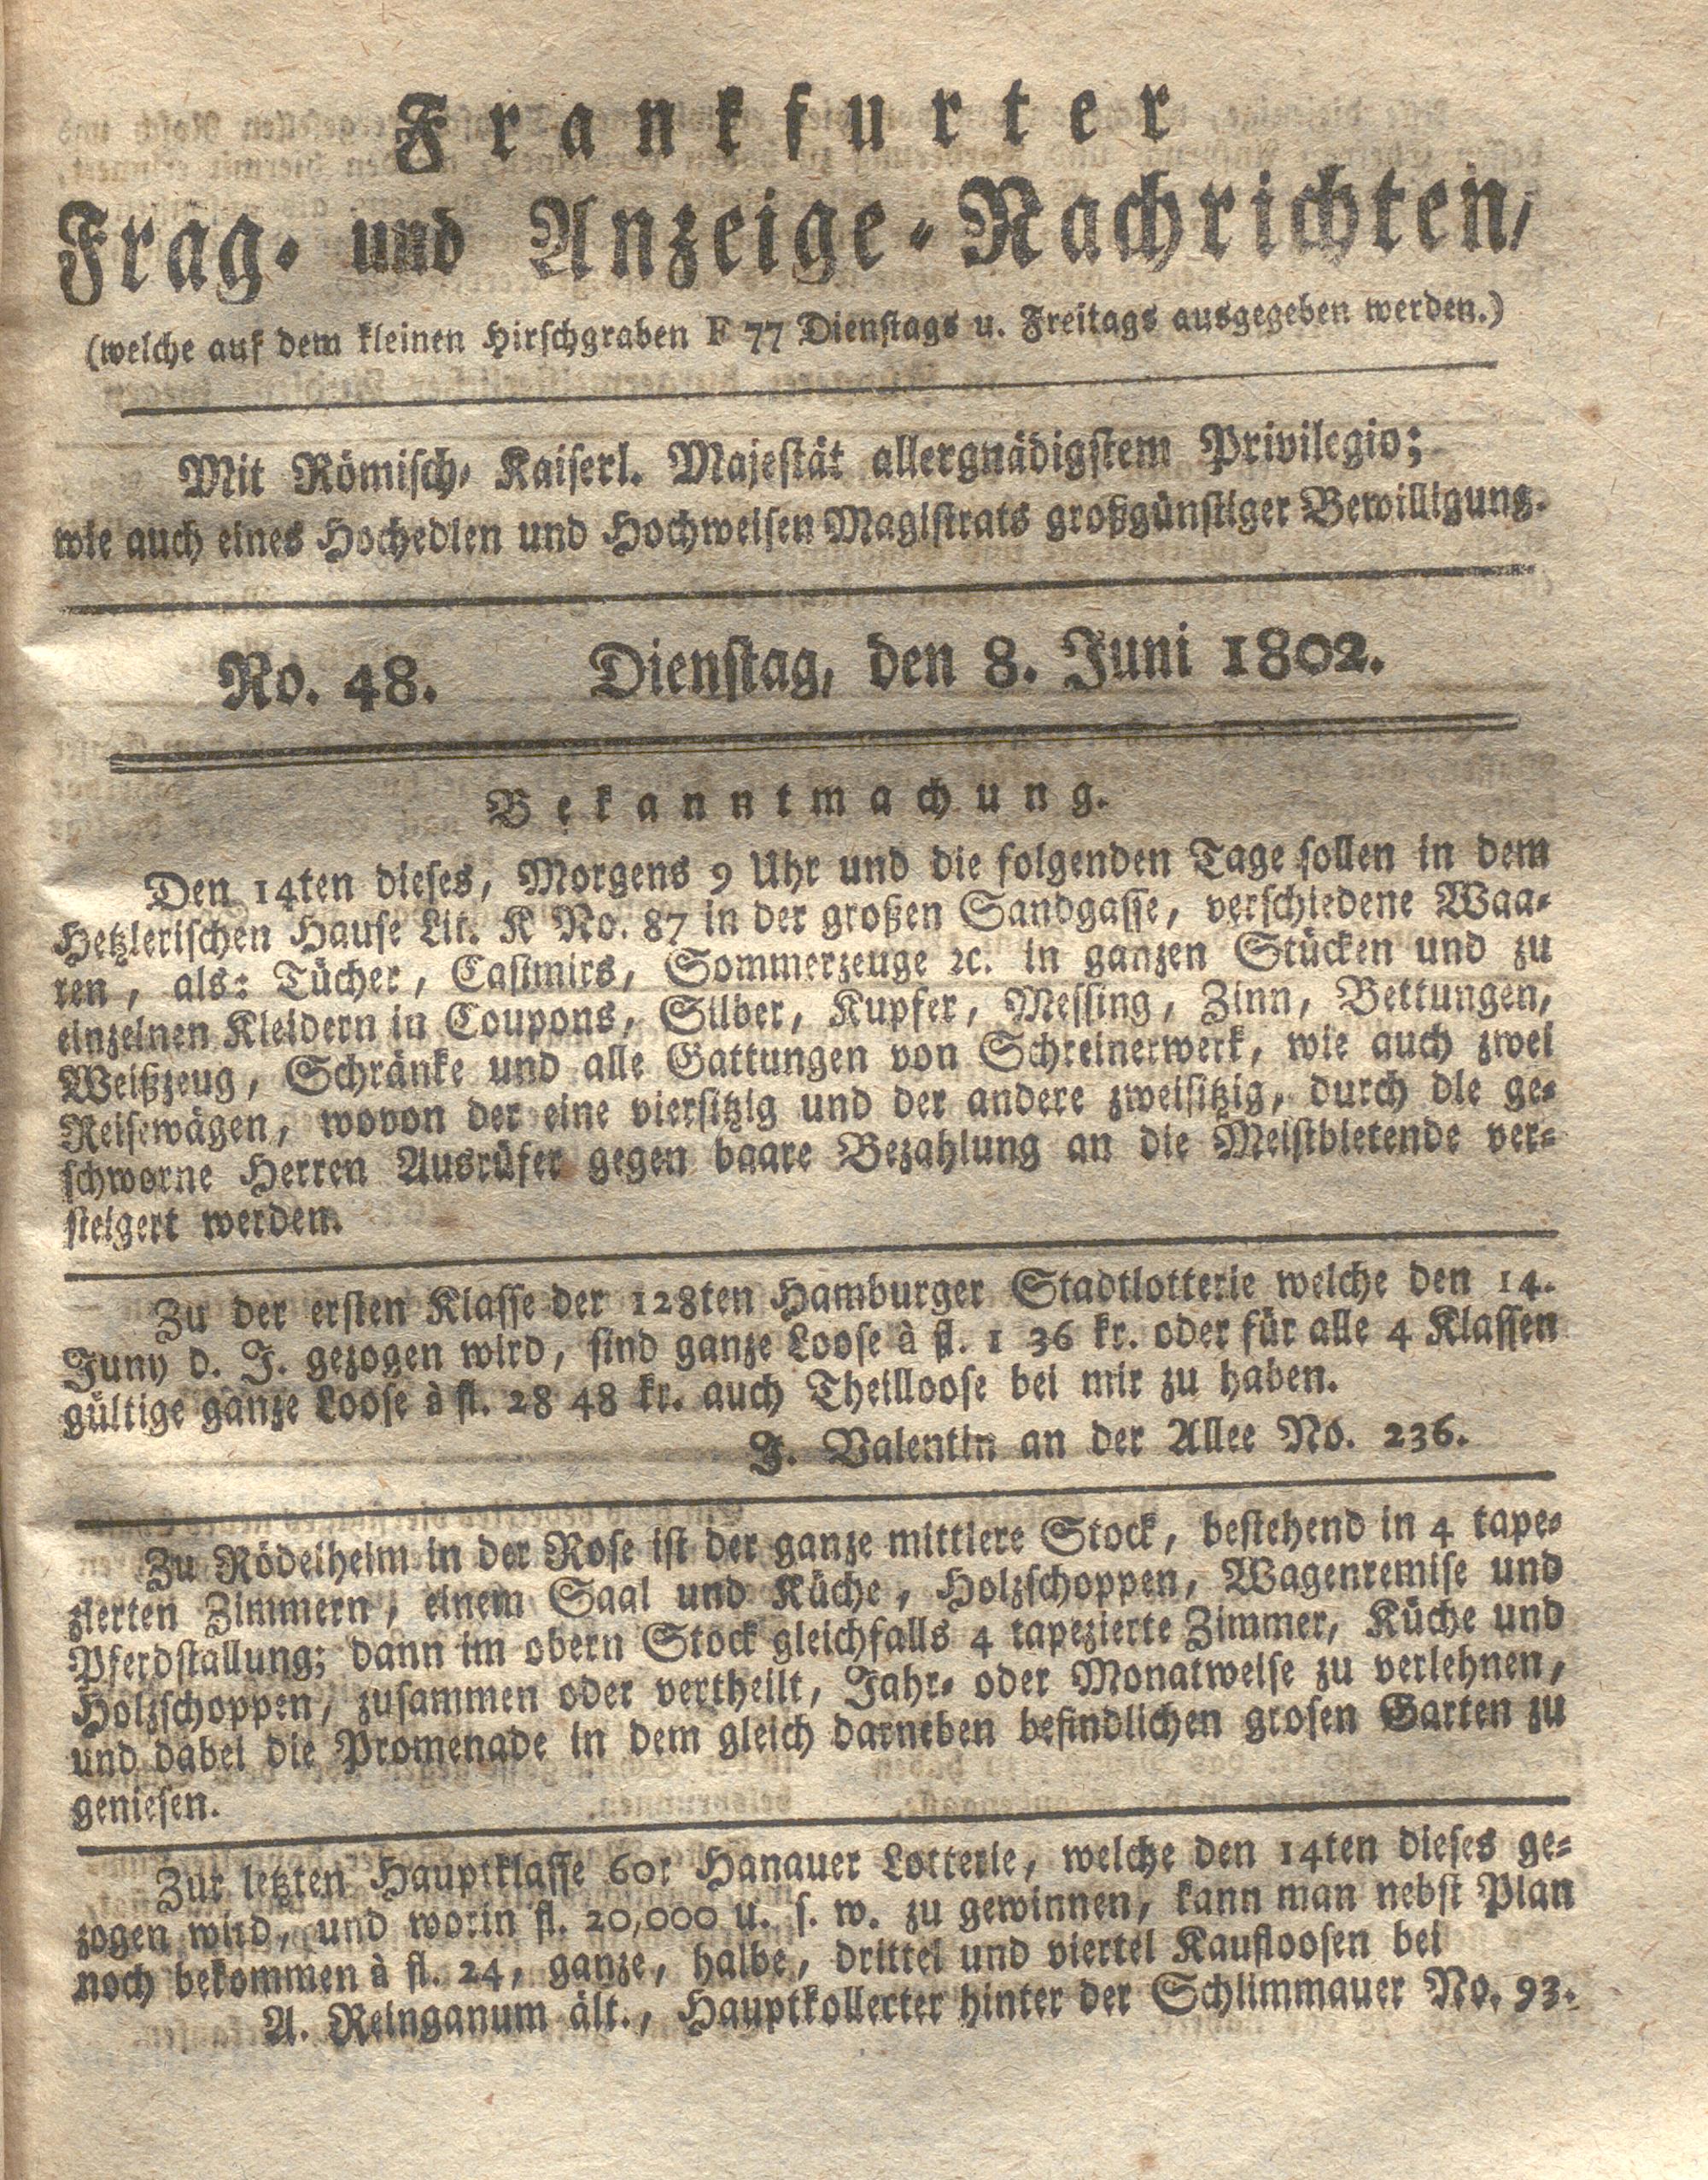 Frankfurter
Frag- und Anzeige-Nachrichten,
(welche auf dem kleinen Hirschgraben F 77 Dienstags u. Freitags ausgegeben werden.)
Mit Römisch- Kaiserl. Majestät allergnädigstem Privilegio;
wie auch eines Hochedlen und Hochweisen Magistrats großgünstiger Bewilligung.
No. 48. Dienstag, den 8. Juni 1802.
Bekanntmachung.
Den 14ten dieses, Morgens 9 Uhr und die folgenden Tage sollen in dem
Hetzlerischen Hause Lit. K No. 87 in der großen Sandgasse, verschiedene Waa-
ren, als: Tücher, Casimirs, Sommerzeuge ꝛc. in ganzen Stücken und zu
einzelnen Kleidern in Coupons, Silber, Kupfer, Messing, Zinn, Bettungen,
Weißzeug, Schränke und alle Gattungen von Schreinerwerk, wie auch zwei
Reisewägen, wovon der eine viersitzig und der andere zweisitzig, durch die ge-
schworne Herren Ausrüfer gegen baare Bezahlung an die Meistbietende ver-
steigert werden.
Zu der ersten Klasse der 128ten Hamburger Stadtlotterie welche den 14.
Juny d. J. gezogen wird, sind ganze Loose à fl. 1 36 kr. oder für alle 4 Klassen
gültige ganze Loose à fl. 28 48 kr. auch Theilloose bei mir zu haben.
J. Valentin an der Allee No. 236.
Zu Rödelheim in der Rose ist der ganze mittlere Stock, bestehend in 4 tape-
zierten Zimmern, einem Saal und Küche, Holzschoppen, Wagenremise und
Pferdstallung; dann im obern Stock gleichfalls 4 tapezierte Zimmer, Küche und
Holzschoppen, zusammen oder vertheilt, Jahr- oder Monatweise zu verlehnen,
und dabei die Promenade in dem gleich darneben befindlichen grosen Garten zu
geniesen.
Zur letzten Hauptklasse 60r Hanauer Lotterie, welche den 14ten dieses ge-
zogen wird, und worin fl. 20,000 u. s. w. zu gewinnen, kann man nebst Plan
noch bekommen à fl. 24, ganze, halbe, drittel und viertel Kaufloosen bei
A. Reinganum ält., Hauptkollecter hinter der Schlimmauer No. 93.